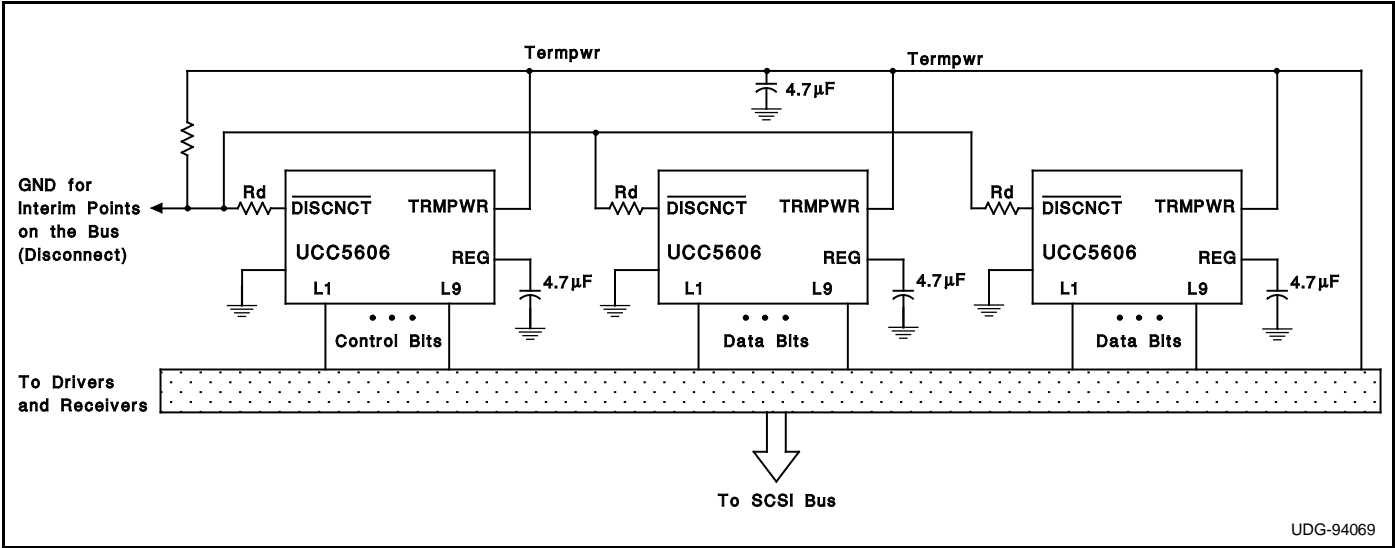 Termpwr
Termpwr
4.7µF
GND for
Interim Points
on the Bus
(Disconnect)
Rd
DISCNCT
TRMPWR
UCC5606
REG
L1
L9
4.7µF
Control Bits
Rd
DISCNCT
TRMPWR
UCC5606
REG
L1
L9
4.7µF
Data Bits
Rd
DISCNCT
TRMPWR
UCC5606
REG
L1
L9
4.7µF
Data Bits
To Drivers
and Receivers
To SCSI Bus
UDG-94069